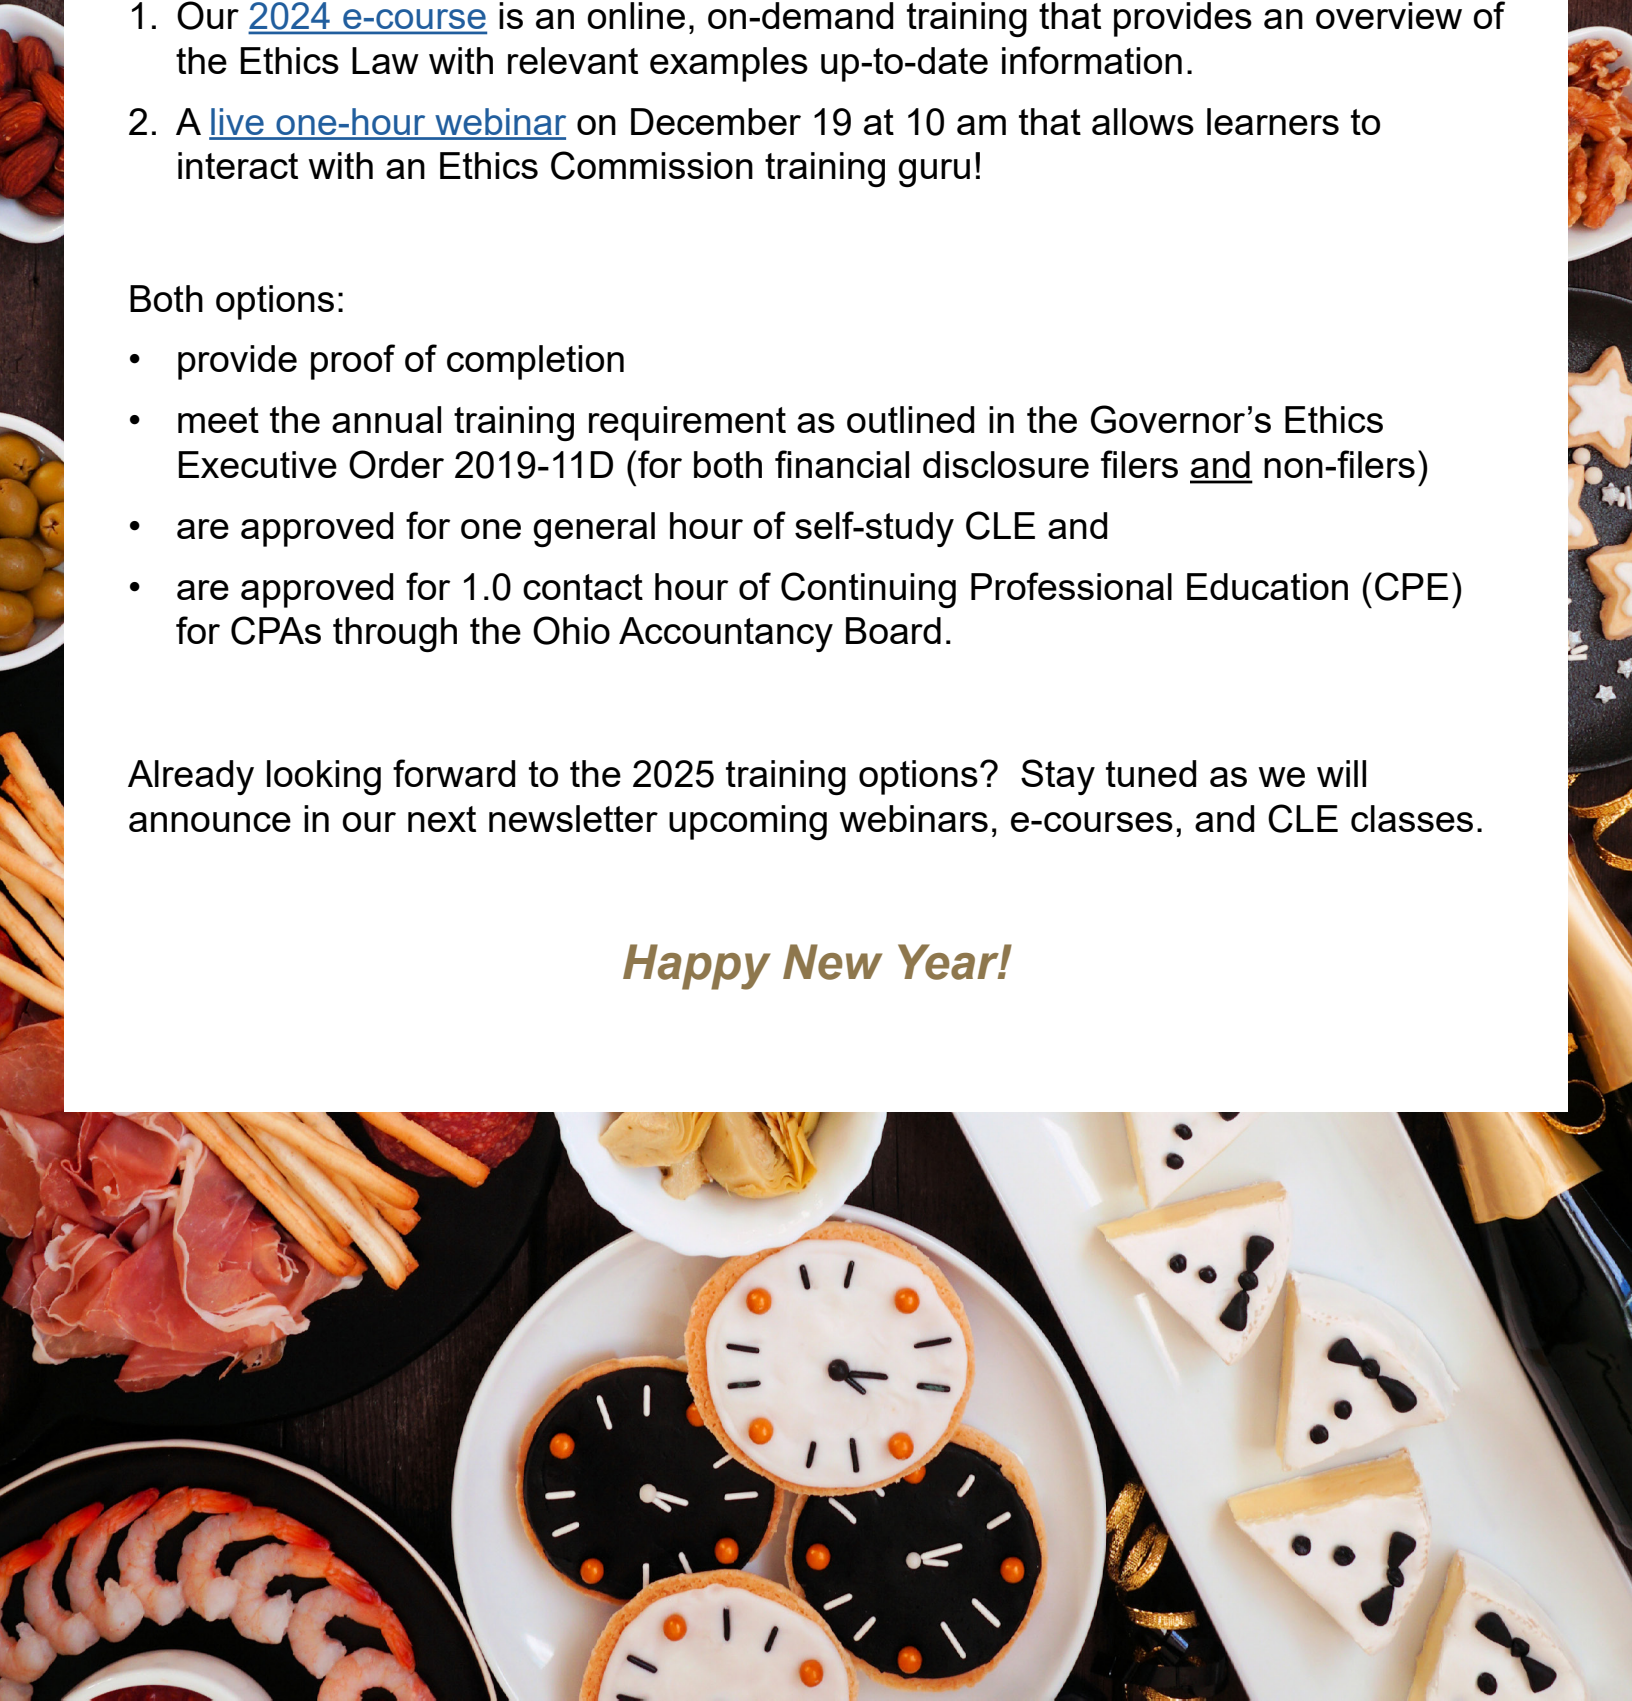 1. Our 2024 e-course is an online, on-demand training that provides an overview of
the Ethics Law with relevant examples up-to-date information.
2. A live one-hour webinar on December 19 at 10 am that allows learners to
interact with an Ethics Commission training guru!
Both options:
• provide proof of completion
• meet the annual training requirement as outlined in the Governor’s Ethics
Executive Order 2019-11D (for both financial disclosure filers and non-filers)
• are approved for one general hour of self-study CLE and
• are approved for 1.0 contact hour of Continuing Professional Education (CPE)
for CPAs through the Ohio Accountancy Board.
Already looking forward to the 2025 training options?  Stay tuned as we will
announce in our next newsletter upcoming webinars, e-courses, and CLE classes.
Happy New Year!